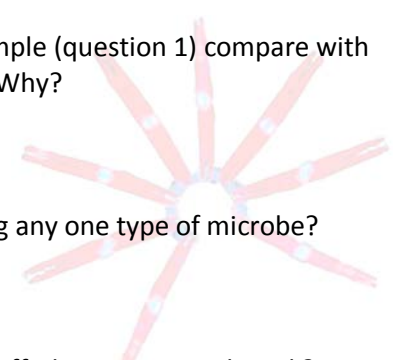 mple (question 1) compare with
Why?
g any one type of microbe?